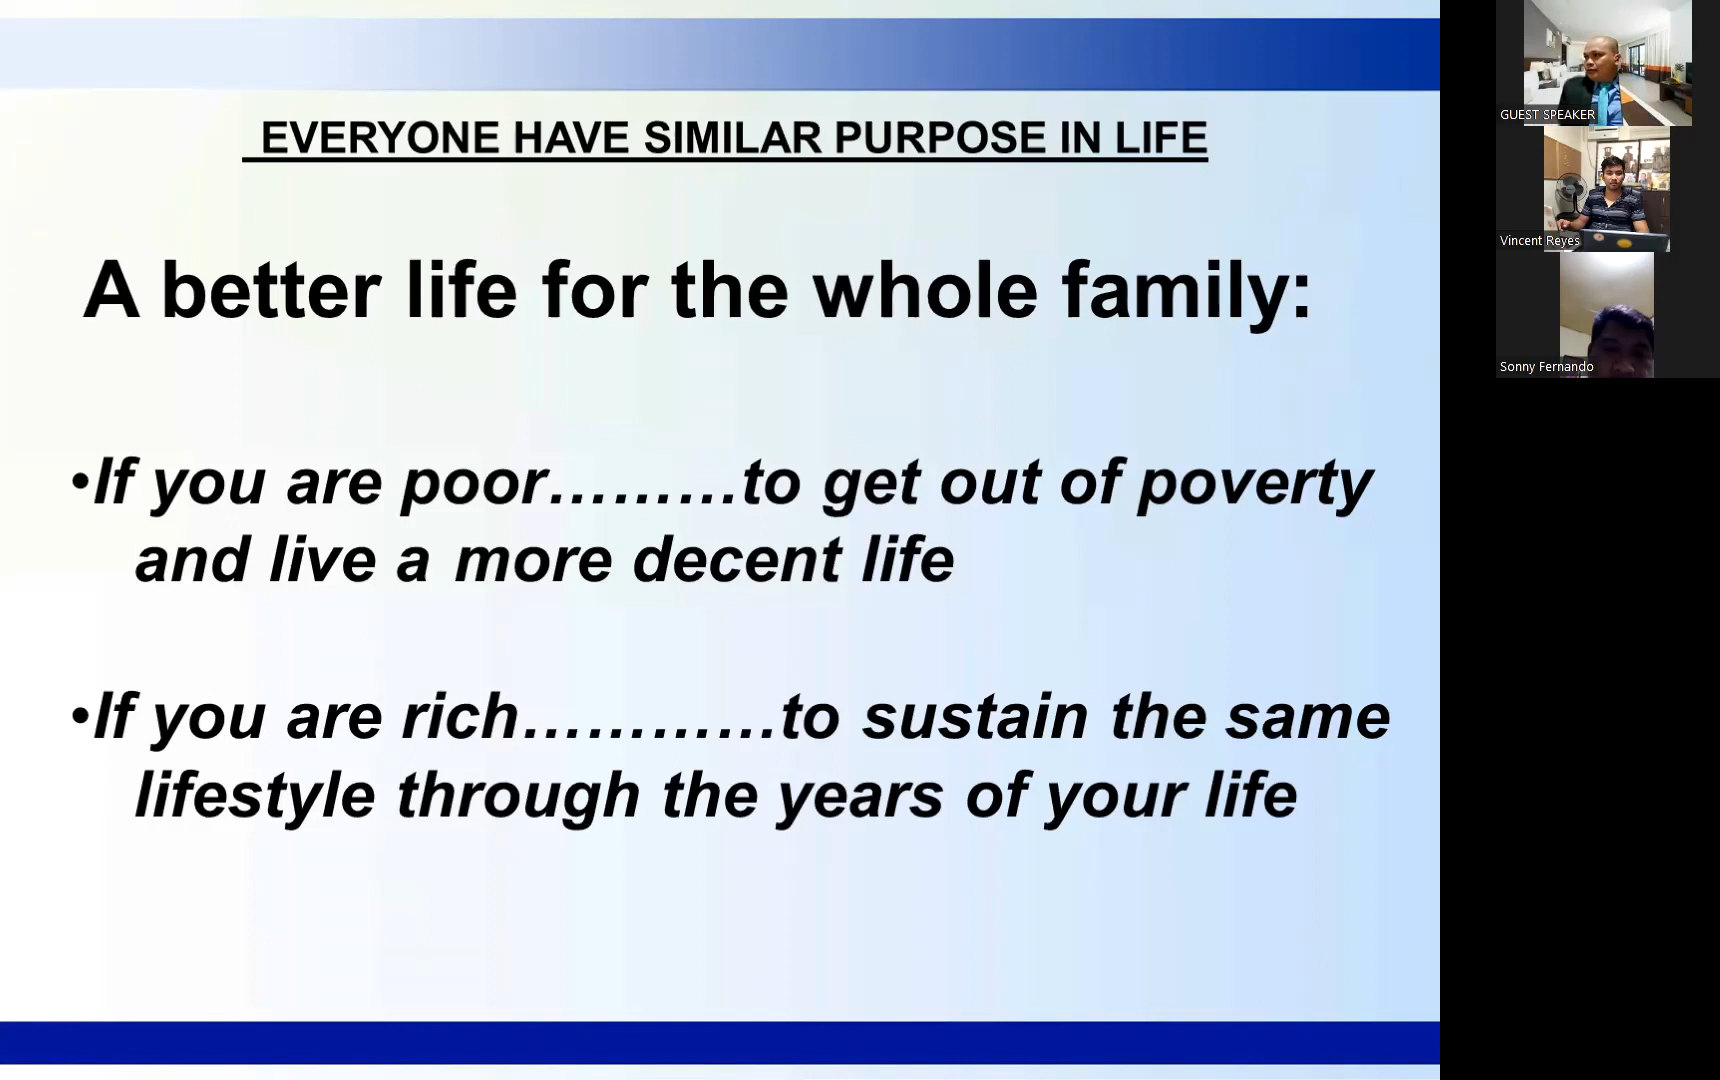 EVERYONE HAVE SIMILAR PURPOSE IN LIFE
A better life for the whole family:
•If you are poor………to get out of poverty
and live a more decent life
•If you are rich…………to sustain the same
lifestyle through the years of your life
GUEST SPEAKER
Vincent Reyes
Sonny Fernando